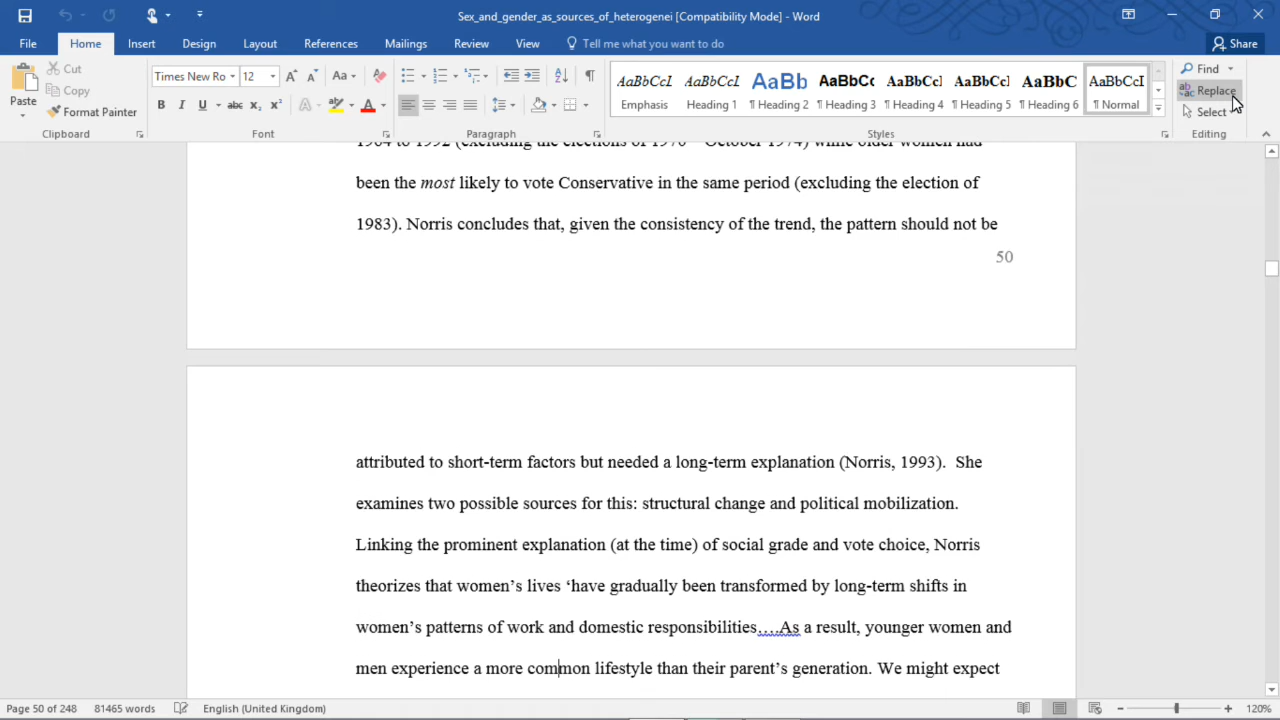 Sex_and_gender_as_sources_of_heterogenei [Compatibility Mode] - Word
File Home Insert Design Layout References Mailings Review View Tell me what you want to do Share
Paste
Cut
Copy
Format Painter
Clipboard
Times New Ro 12
Font
Paragraph
AaBbCcI AaBbCcL AaBb AaBbCc AaBbCcI AaBbCcI AaBbC AaBbCcI
Emphasis Heading 1 ¶ Heading 2 ¶ Heading 3 ¶ Heading 4 ¶ Heading 5 ¶ Heading 6 ¶ Normal
Styles
Find
Replace
Select
Editing
been the most likely to vote Conservative in the same period (excluding the election of
1983). Norris concludes that, given the consistency of the trend, the pattern should not be
50
attributed to short-term factors but needed a long-term explanation (Norris, 1993).  She
examines two possible sources for this: structural change and political mobilization.
Linking the prominent explanation (at the time) of social grade and vote choice, Norris
theorizes that women’s lives ‘have gradually been transformed by long-term shifts in
women’s patterns of work and domestic responsibilities….As a result, younger women and
men experience a more common lifestyle than their parent’s generation. We might expect
Page 50 of 248 81465 words English (United Kingdom) 120%